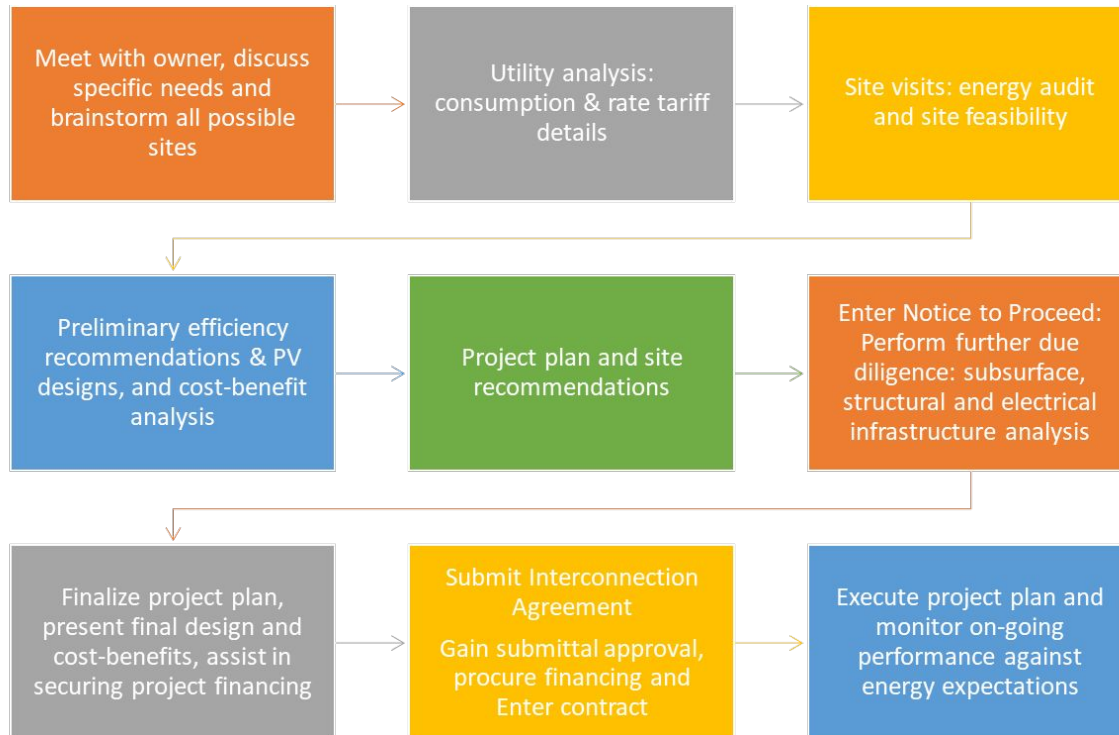 Meet with owner, discuss
specific needs and
brainstorm all possible
sites
Utility analysis:
consumption & rate tariff
details
Site visits: energy audit
and site feasibility
Preliminary efficiency
recommendations & PV
designs, and cost-benefit
analysis
Project plan and site
recommendations
Enter Notice to Proceed:
Perform further due
diligence: subsurface,
structural and electrical
infrastructure analysis
Finalize project plan,
present final design and
cost-benefits, assist in
securing project financing
Submit Interconnection
Agreement
Gain submittal approval,
procure financing and
Enter contract
Execute project plan and
monitor on-going
performance against
energy expectations